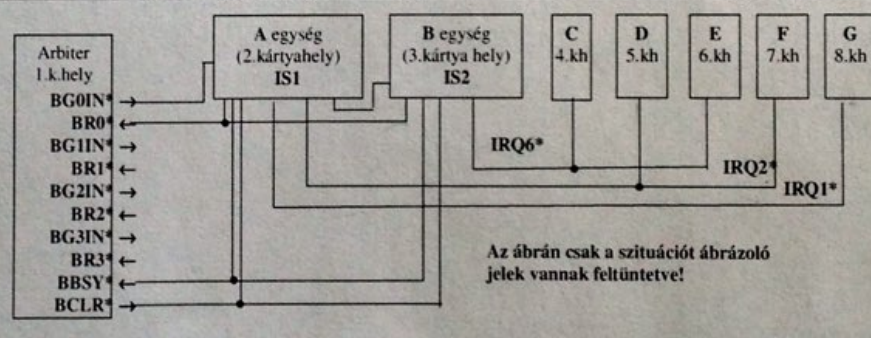 Arbiter
1.k.hely
BG0IN*
BR0*
BG1IN*
BR1*
BG2IN*
BR2*
BG3IN*
BR3*
BBSY*
BCLR*
A egység
(2.kártyahely)
IS1
B egység
(3.kártya hely)
IS2
C
4.kh
D
5.kh
E
6.kh
F
7.kh
G
8.kh
IRQ6*
IRQ2*
IRQ1*
Az ábrán csak a szituációt ábrázoló
jelek vannak feltüntetve!